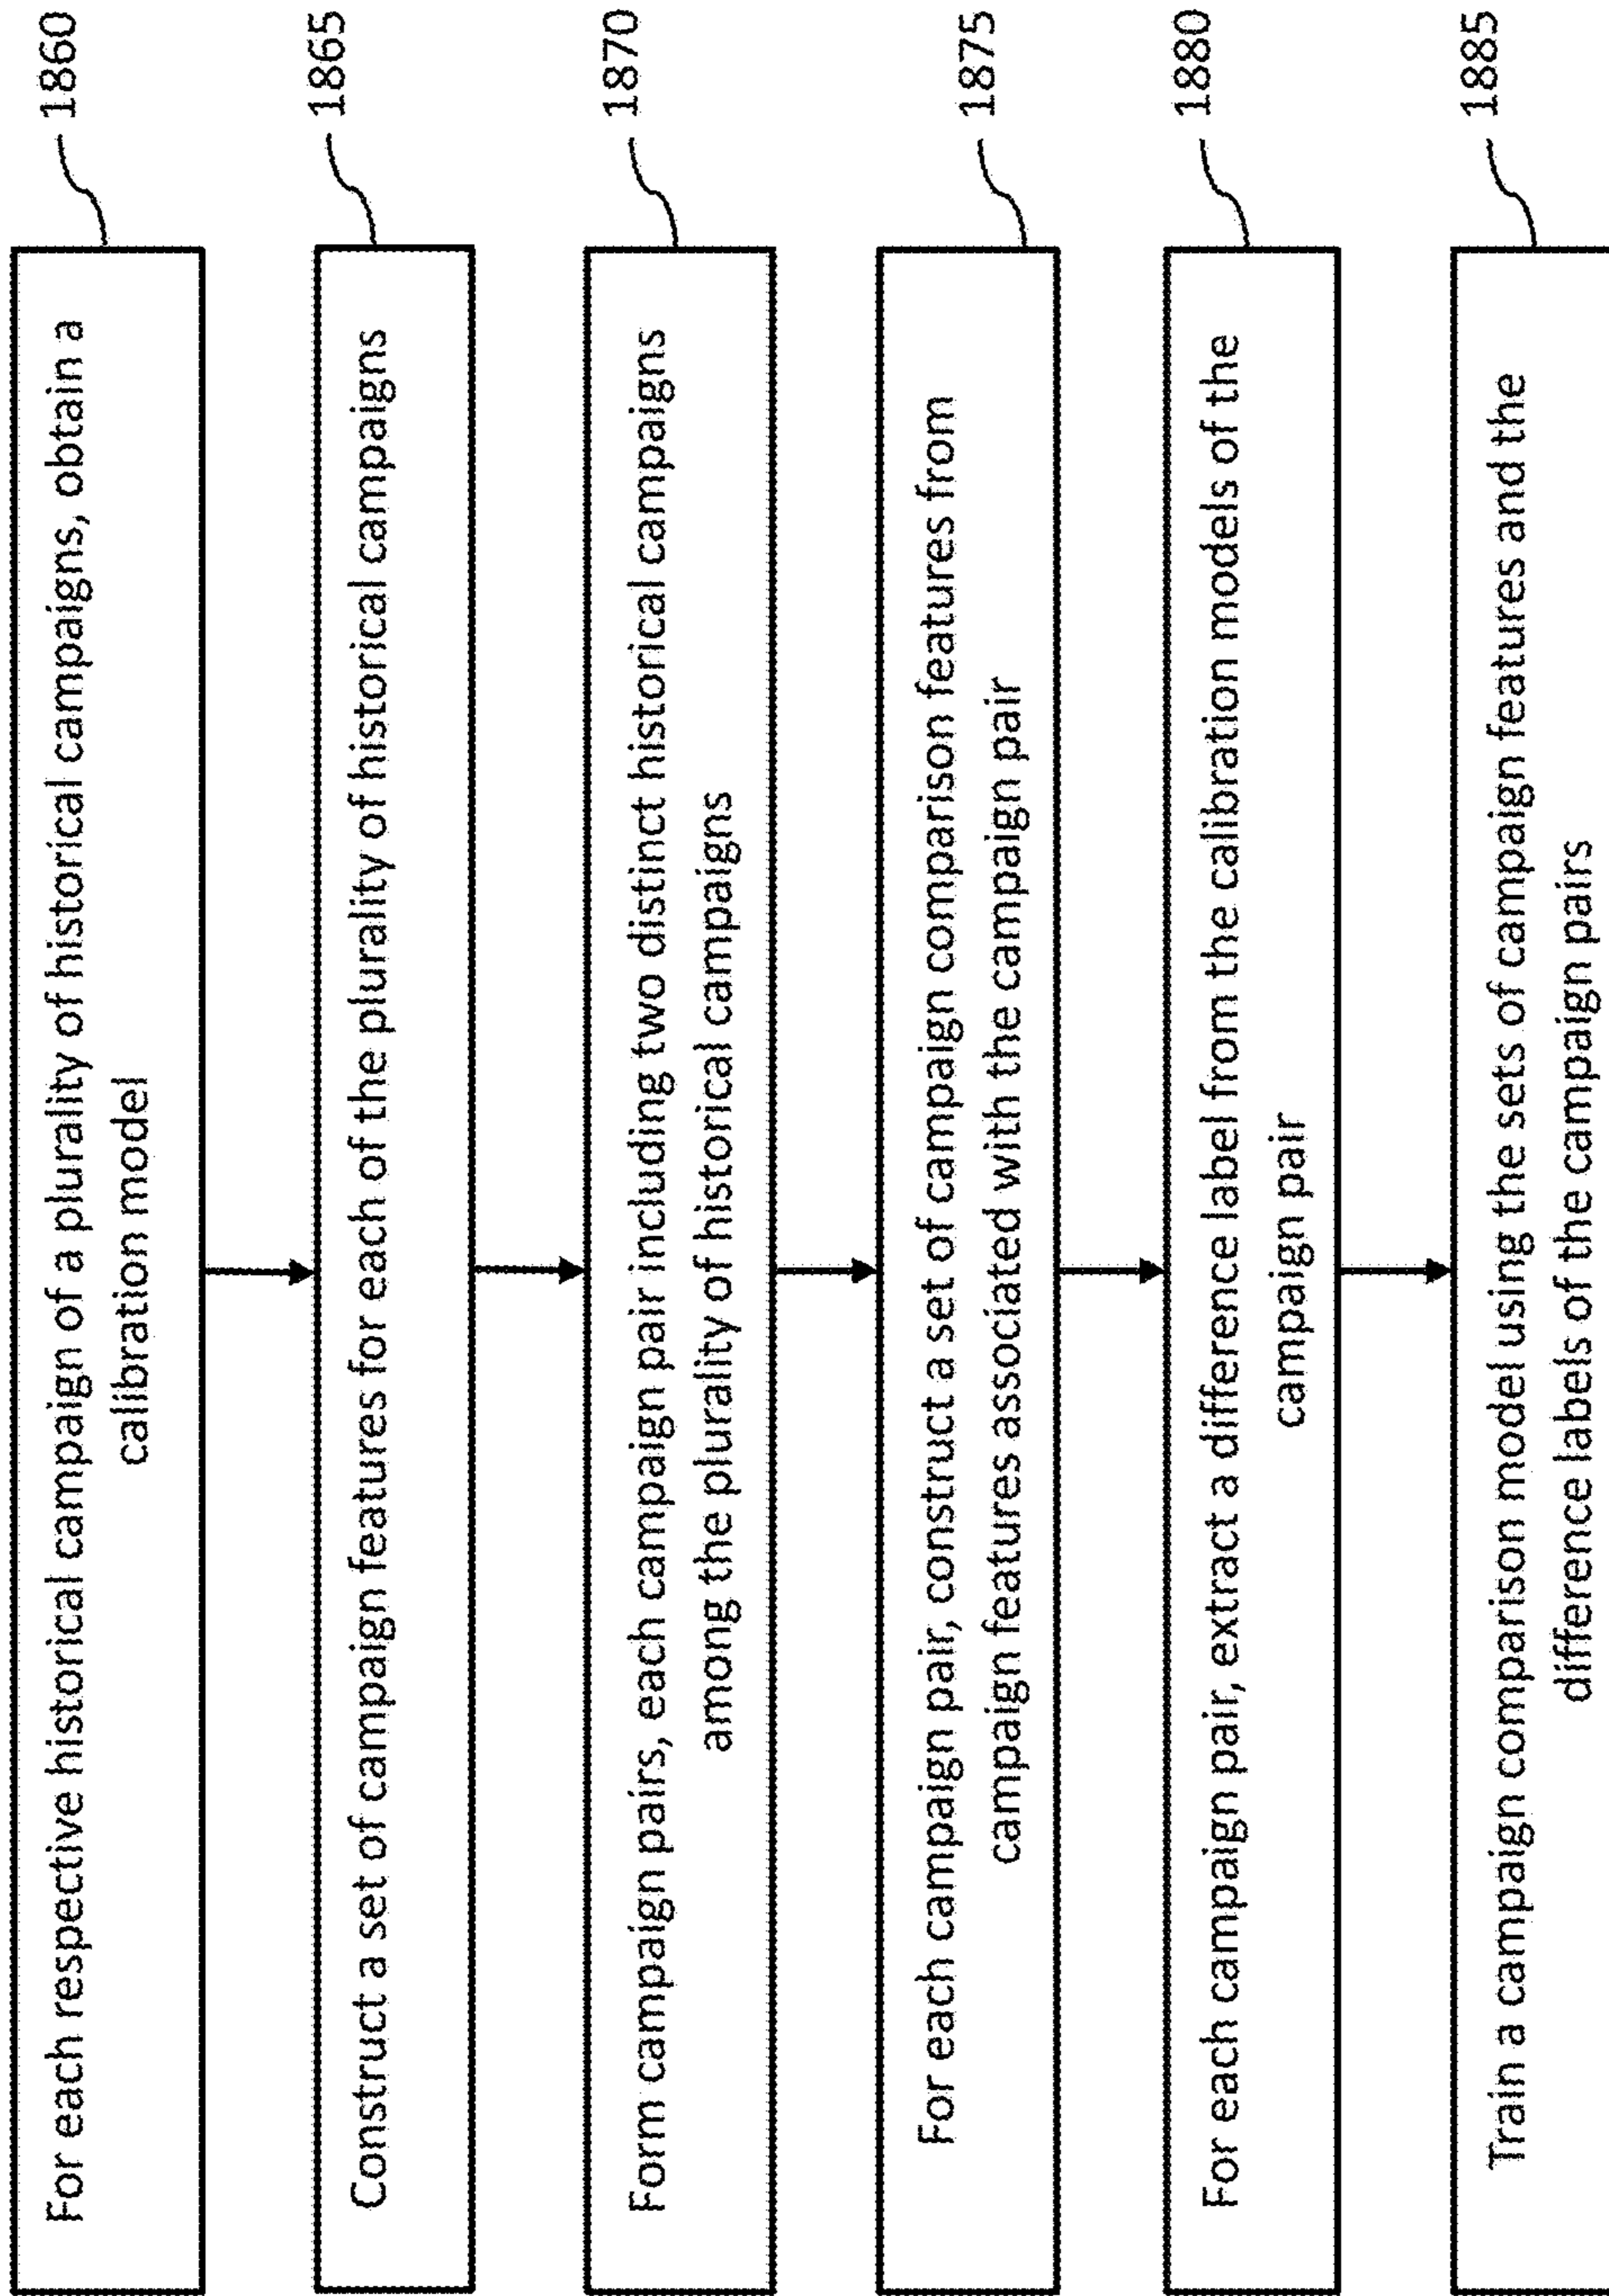 For each respective historical campaign of a plurality of historical campaigns, obtain a
calibration model
1860
Construct a set of campaign features for each of the plurality of historical campaigns
1865
Form campaign pairs, each campaign pair including two distinct historical campaigns
among the plurality of historical campaigns
1870
For each campaign pair, construct a set of campaign comparison features from
campaign features associated with the campaign pair
1875
For each campaign pair, extract a difference label from the calibration models of the
campaign pair
1880
Train a campaign comparison model using the sets of campaign features and the
difference labels of the campaign pairs
1885